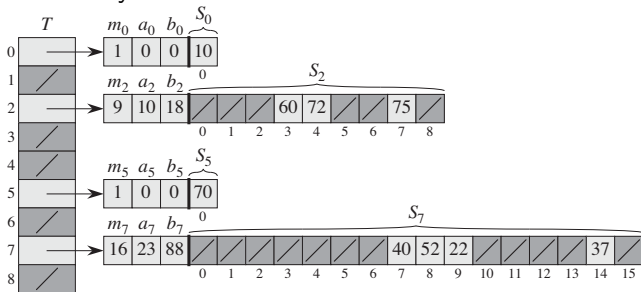 T
m₀ a₀ b₀ S₀
0 1 0 0 10
0
1
m₂ a₂ b₂ S₂
2 9 10 18 60 72 75
0 1 2 3 4 5 6 7 8
3
4
m₅ a₅ b₅ S₅
5 1 0 0 70
0
6
m₇ a₇ b₇ S₇
7 16 23 88 40 52 22 37
0 1 2 3 4 5 6 7 8 9 10 11 12 13 14 15
8